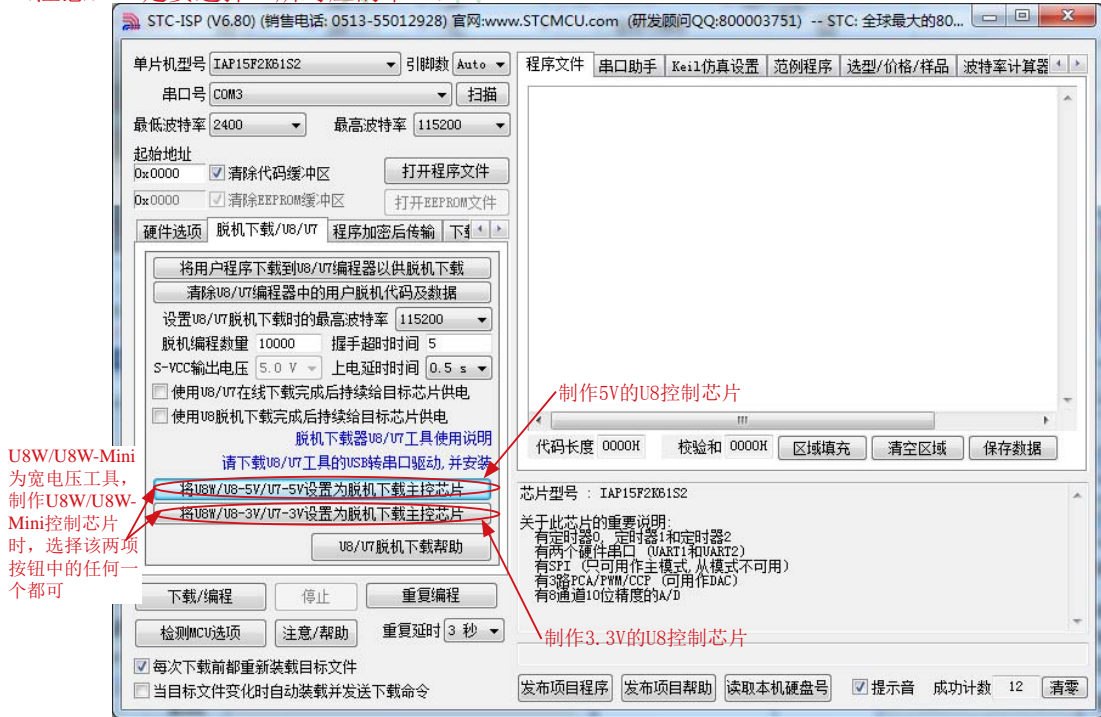 STC-ISP (V6.80) (销售电话: 0513-55012928) 官网:www.STCMCU.com (研发顾问QQ:800003751) -- STC: 全球最大的80...
单片机型号 IAP15F2K61S2 引脚数 Auto
串口号 COM3 扫描
最低波特率 2400 最高波特率 115200
起始地址
0x0000 清除代码缓冲区 打开程序文件
0x0000 清除EEPROM缓冲区 打开EEPROM文件
硬件选项 脱机下载/U8/U7 程序加密后传输
将用户程序下载到U8/U7编程器以供脱机下载
清除U8/U7编程器中的用户脱机代码及数据
设置U8/U7脱机下载时的最高波特率 115200
脱机编程数量 10000 握手超时时间 5
S-VCC输出电压 5.0 V 上电延时时间 0.5 s
使用U8/U7在线下载完成后持续给目标芯片供电
使用U8脱机下载完成后持续给目标芯片供电
脱机下载器U8/U7工具使用说明
请下载U8/U7工具的USB转串口驱动,并安装
将U8W/U8-5V/U7-5V设置为脱机下载主控芯片
将U8W/U8-3V/U7-3V设置为脱机下载主控芯片
U8/U7脱机下载帮助
下载/编程 停止 重复编程
检测MCU选项 注意/帮助 重复延时 3 秒
每次下载前都重新装载目标文件
当目标文件变化时自动装载并发送下载命令
U8W/U8W-Mini
为宽电压工具,
制作U8W/U8W-
Mini控制芯片
时，选择该两项
按钮中的任何一
个都可
程序文件 串口助手 Keil仿真设置 范例程序 选型/价格/样品 波特率计算器
制作5V的U8控制芯片
代码长度 0000H 校验和 0000H 区域填充 清空区域 保存数据
芯片型号 : IAP15F2K61S2
关于此芯片的重要说明:
有定时器0, 定时器1和定时器2
有两个硬件串口 (UART1和UART2)
有SPI (只可用作主模式,从模式不可用)
有3路PCA/PWM/CCP (可用作DAC)
有8通道10位精度的A/D
制作3.3V的U8控制芯片
发布项目程序 发布项目帮助 读取本机硬盘号 提示音 成功计数 12 清零